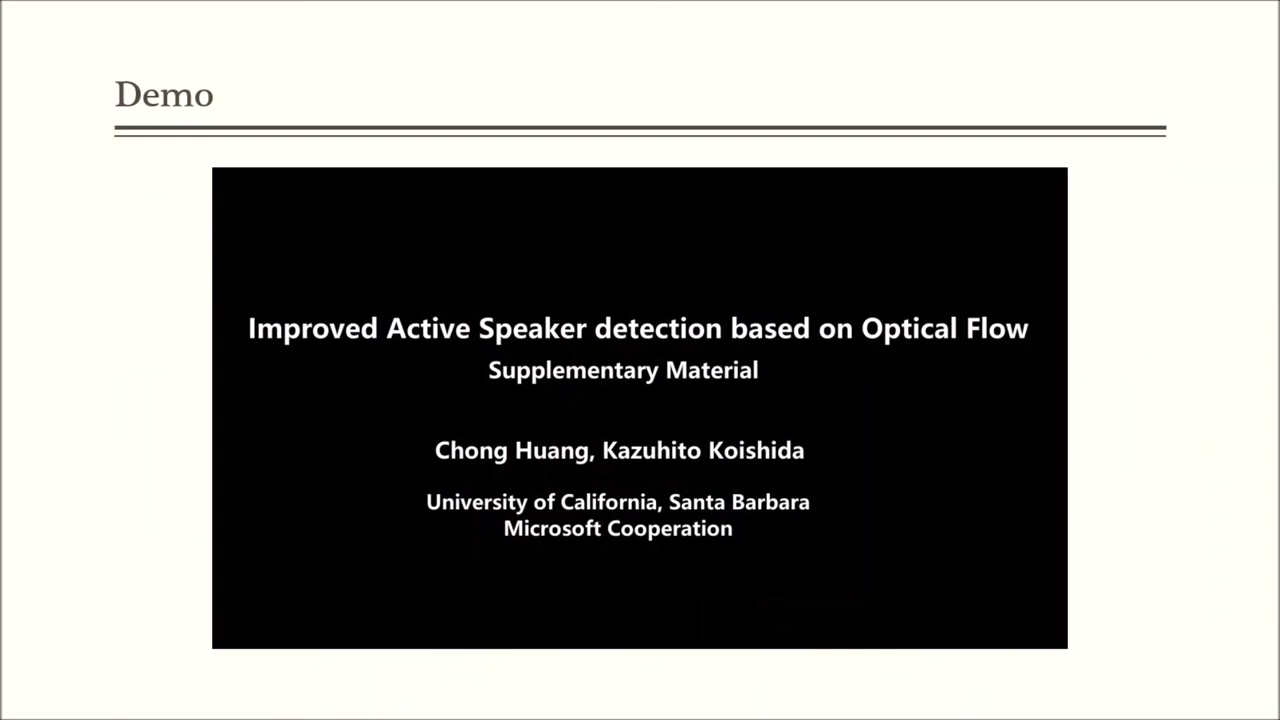 Demo
Improved Active Speaker detection based on Optical Flow
Supplementary Material
Chong Huang, Kazuhito Koishida
University of California, Santa Barbara
Microsoft Cooperation